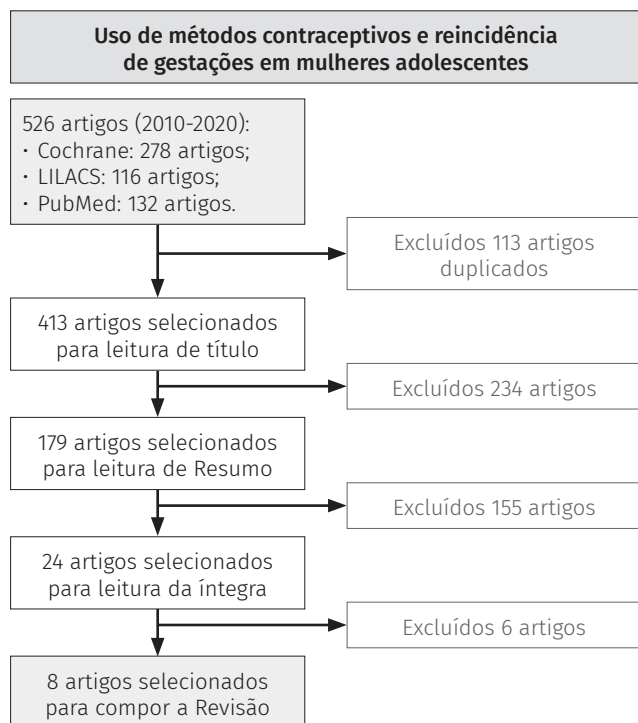 Uso de métodos contraceptivos e reincidência
de gestações em mulheres adolescentes
526 artigos (2010-2020):
• Cochrane: 278 artigos;
• LILACS: 116 artigos;
• PubMed: 132 artigos.
Excluídos 113 artigos
duplicados
413 artigos selecionados
para leitura de título
Excluídos 234 artigos
179 artigos selecionados
para leitura de Resumo
Excluídos 155 artigos
24 artigos selecionados
para leitura da íntegra
Excluídos 6 artigos
8 artigos selecionados
para compor a Revisão